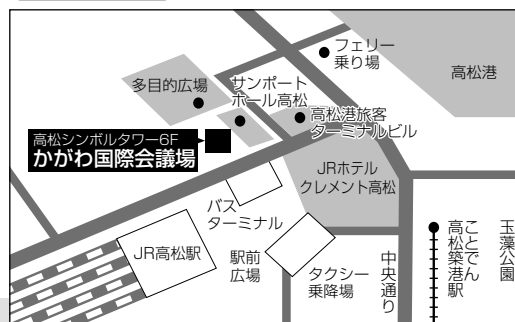 フェリー
乗り場
高松港
多目的広場
サンポート
ホール高松
高松港旅客
ターミナルビル
高松シンボルタワー6F
かがわ国際会議場
JRホテル
クレメント高松
バス
ターミナル
JR高松駅
駅前
広場
タクシー
乗降場
中央通り
ことでん
高松築港駅
玉藻公園